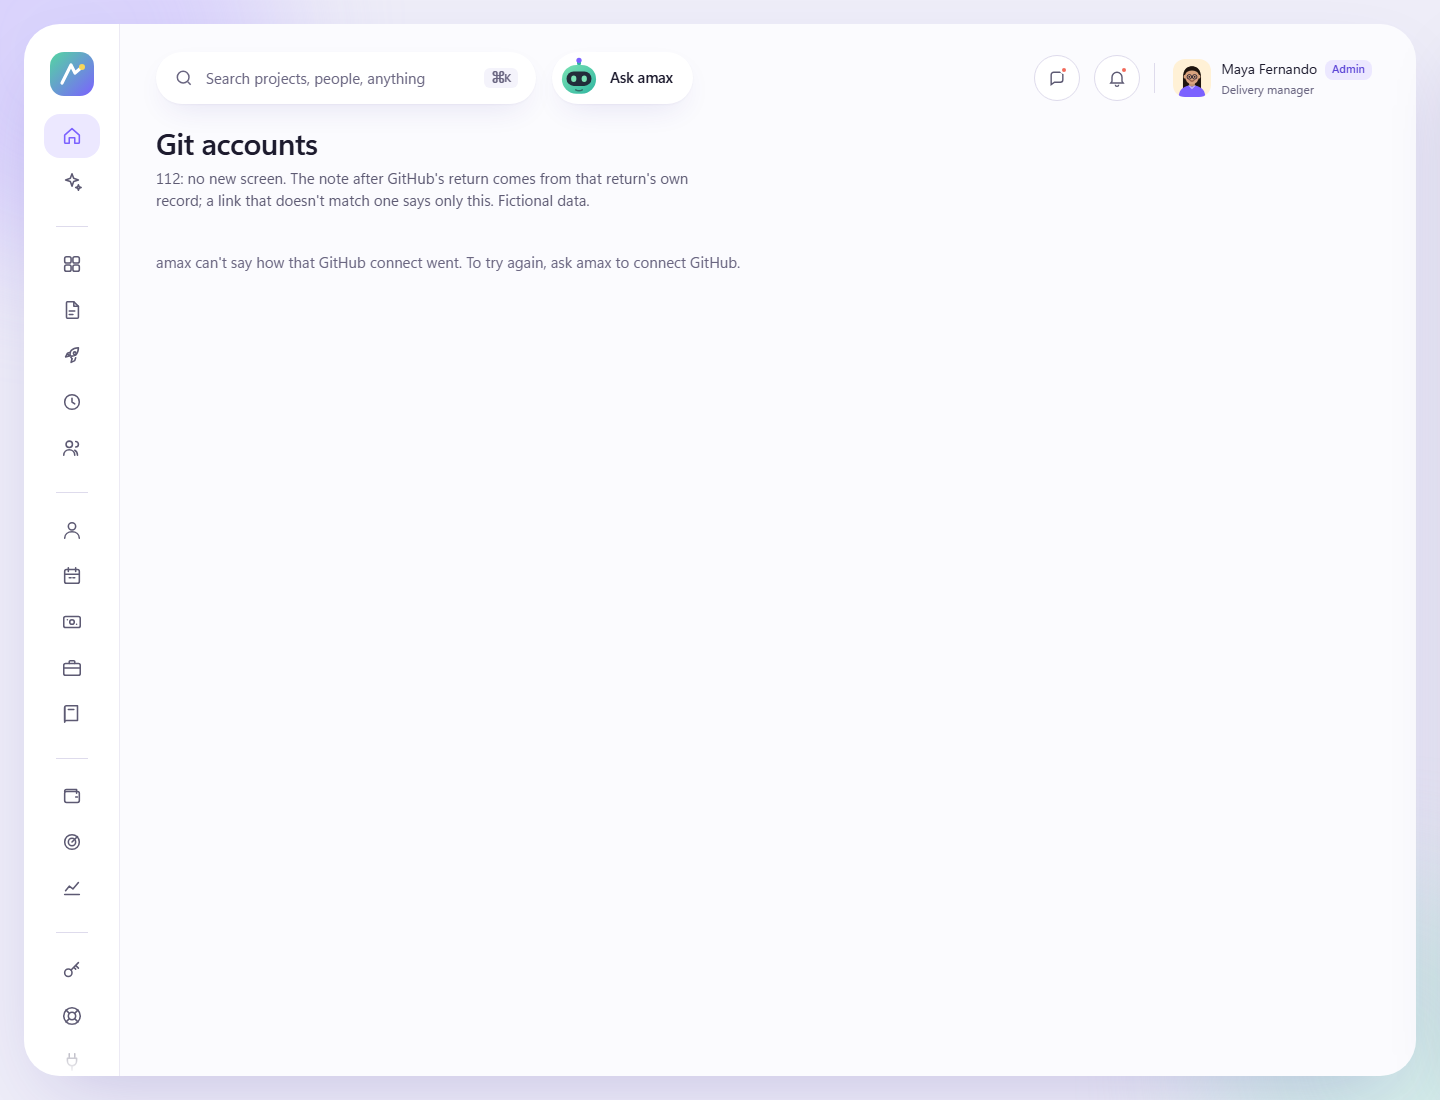 Search projects, people, anything
⌘K
Ask amax
Maya Fernando
Admin
Delivery manager
Git accounts
112: no new screen. The note after GitHub's return comes from that return's own
record; a link that doesn't match one says only this. Fictional data.
amax can't say how that GitHub connect went. To try again, ask amax to connect GitHub.